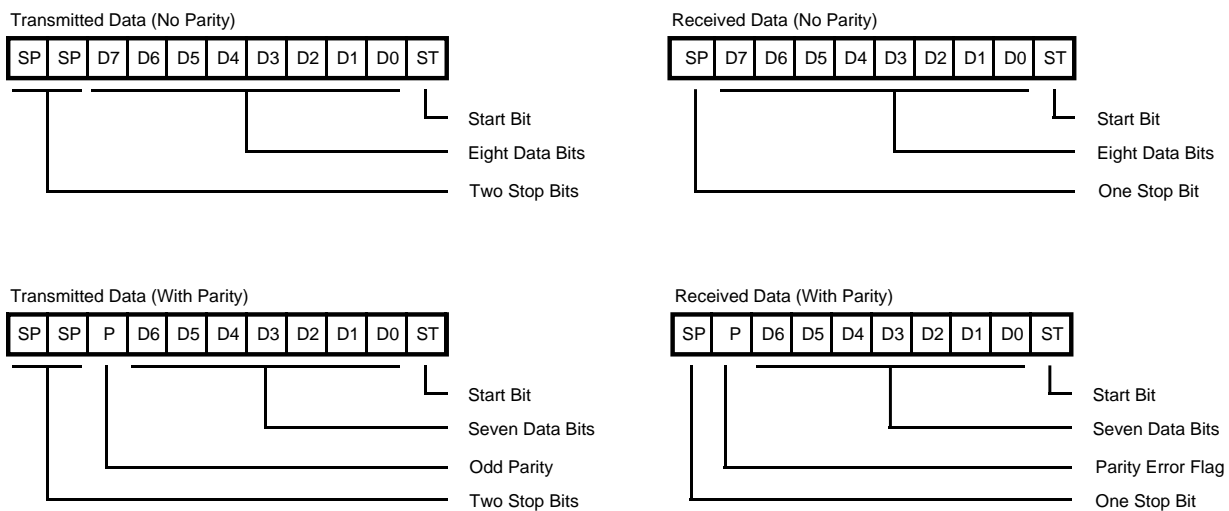 Transmitted Data (No Parity)
SP SP D7 D6 D5 D4 D3 D2 D1 D0 ST
Start Bit
Eight Data Bits
Two Stop Bits
Received Data (No Parity)
SP D7 D6 D5 D4 D3 D2 D1 D0 ST
Start Bit
Eight Data Bits
One Stop Bit
Transmitted Data (With Parity)
SP SP P D6 D5 D4 D3 D2 D1 D0 ST
Start Bit
Seven Data Bits
Odd Parity
Two Stop Bits
Received Data (With Parity)
SP P D6 D5 D4 D3 D2 D1 D0 ST
Start Bit
Seven Data Bits
Parity Error Flag
One Stop Bit